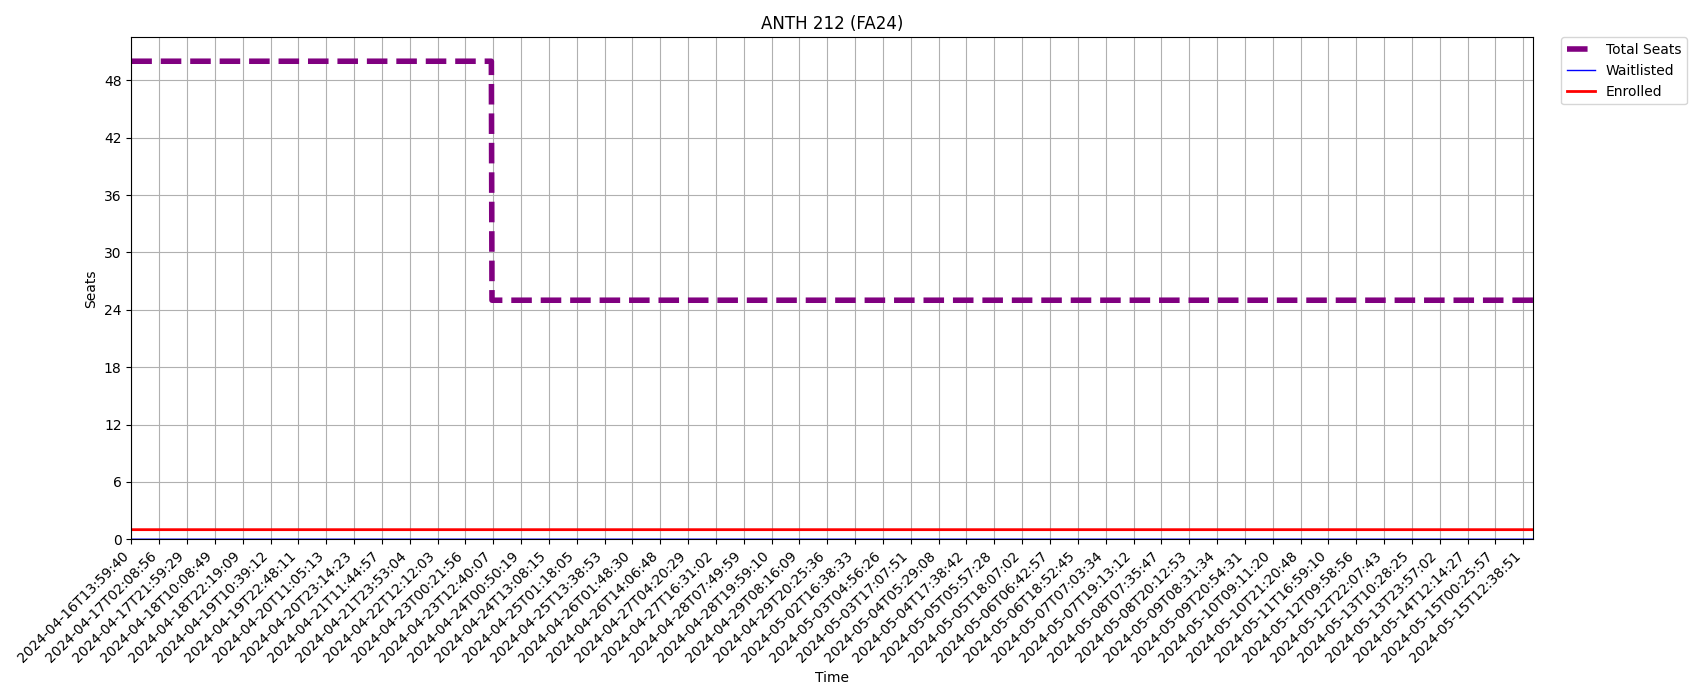 ANTH 212 (FA24)
Total Seats
Waitlisted
Enrolled
Seats
48
42
36
30
24
18
12
6
0
2024-04-16T13:59:40
2024-04-17T02:08:56
2024-04-17T21:59:29
2024-04-18T10:08:49
2024-04-18T22:19:09
2024-04-19T10:39:12
2024-04-19T22:48:11
2024-04-20T11:05:13
2024-04-20T23:14:23
2024-04-21T11:44:57
2024-04-21T23:53:04
2024-04-22T12:12:03
2024-04-23T00:21:56
2024-04-23T12:40:07
2024-04-24T00:50:19
2024-04-24T13:08:15
2024-04-25T01:18:05
2024-04-25T13:38:53
2024-04-26T01:48:30
2024-04-26T14:06:48
2024-04-27T04:20:29
2024-04-27T16:31:02
2024-04-28T07:49:59
2024-04-28T19:59:10
2024-04-29T08:16:09
2024-04-29T20:25:36
2024-05-02T16:38:33
2024-05-03T04:56:26
2024-05-03T17:07:51
2024-05-04T05:29:08
2024-05-04T17:38:42
2024-05-05T05:57:28
2024-05-05T18:07:02
2024-05-06T06:42:57
2024-05-06T18:52:45
2024-05-07T07:03:34
2024-05-07T19:13:12
2024-05-08T07:35:47
2024-05-08T20:12:53
2024-05-09T08:31:34
2024-05-09T20:54:31
2024-05-10T09:11:20
2024-05-10T21:20:48
2024-05-11T16:59:10
2024-05-12T09:58:56
2024-05-12T22:07:43
2024-05-13T10:28:25
2024-05-13T23:57:02
2024-05-14T12:14:27
2024-05-15T00:25:57
2024-05-15T12:38:51
Time